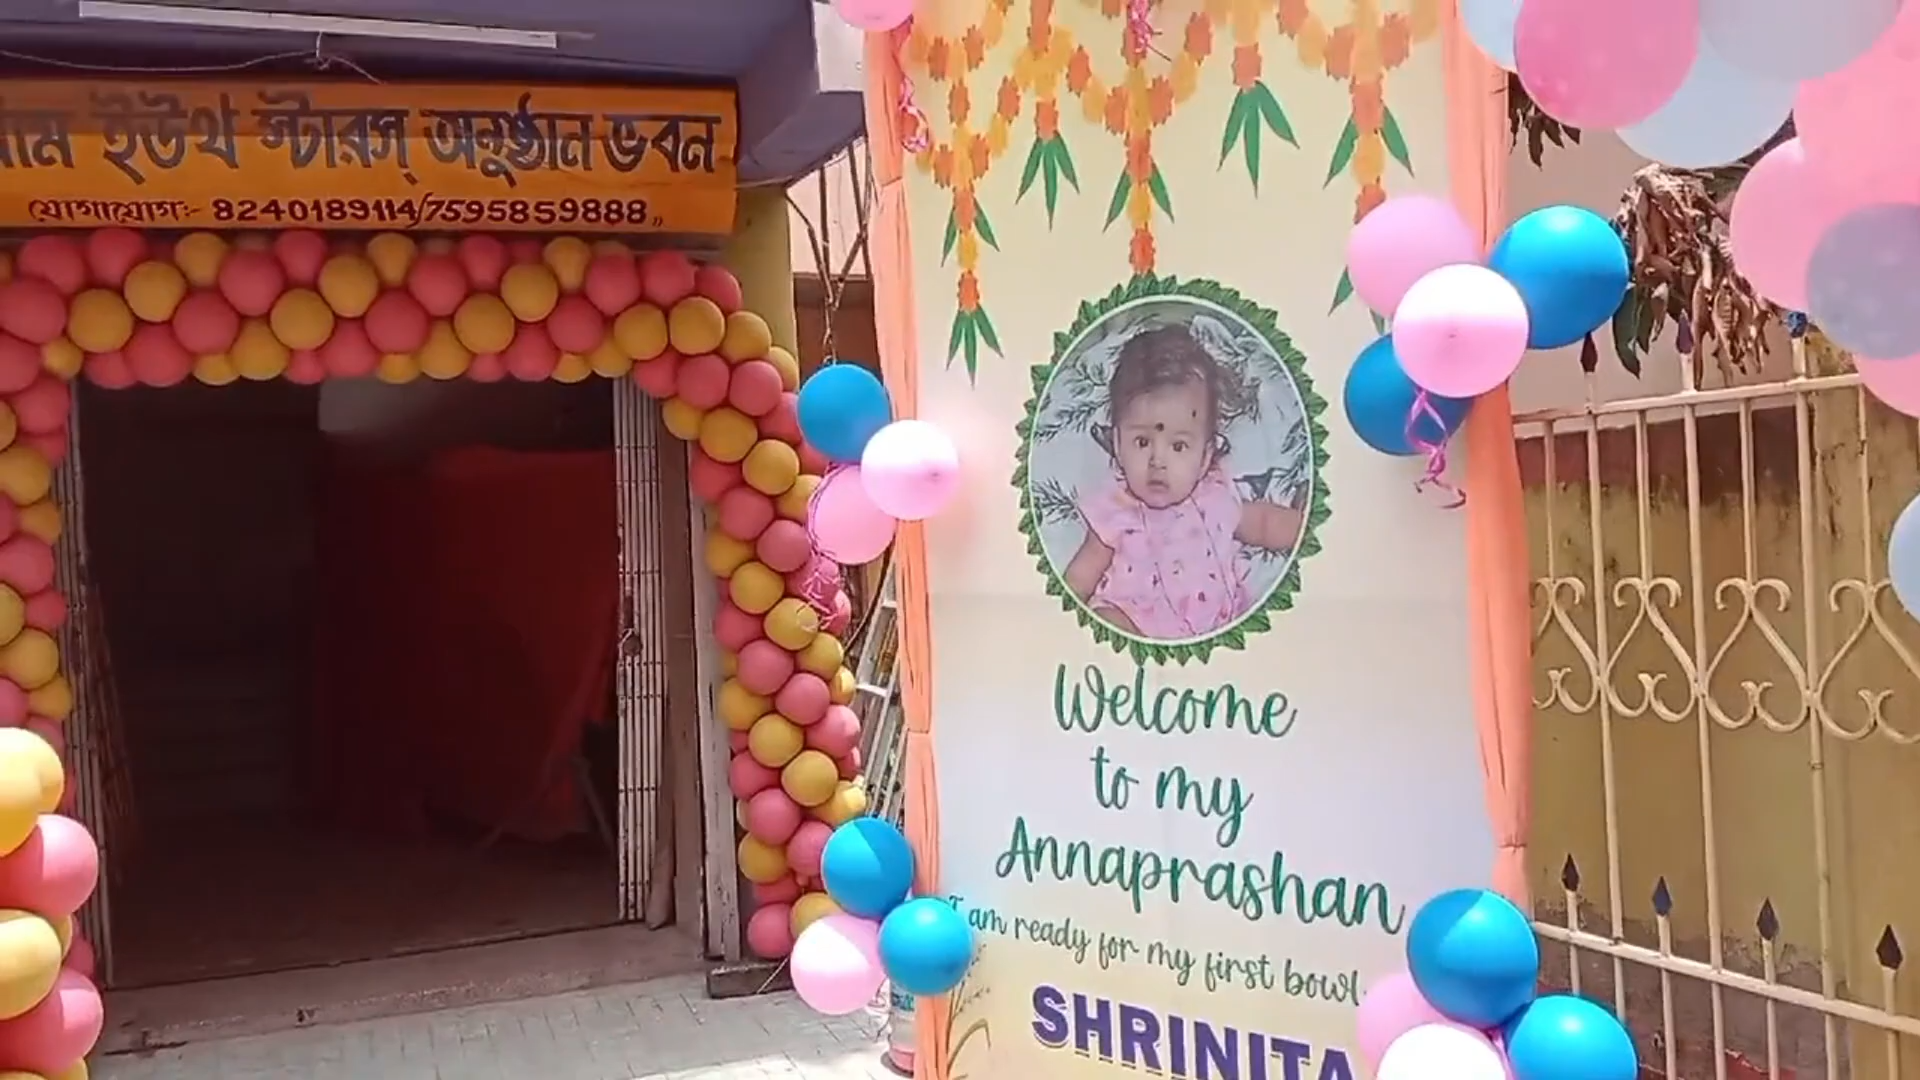 ইউথ স্টারস্ অনুষ্ঠান ভবন
যোগাযোগঃ- 8240189114/7595859888
Welcome
to my
Annaprashan
I am ready for my first bowl.
SHRINITA